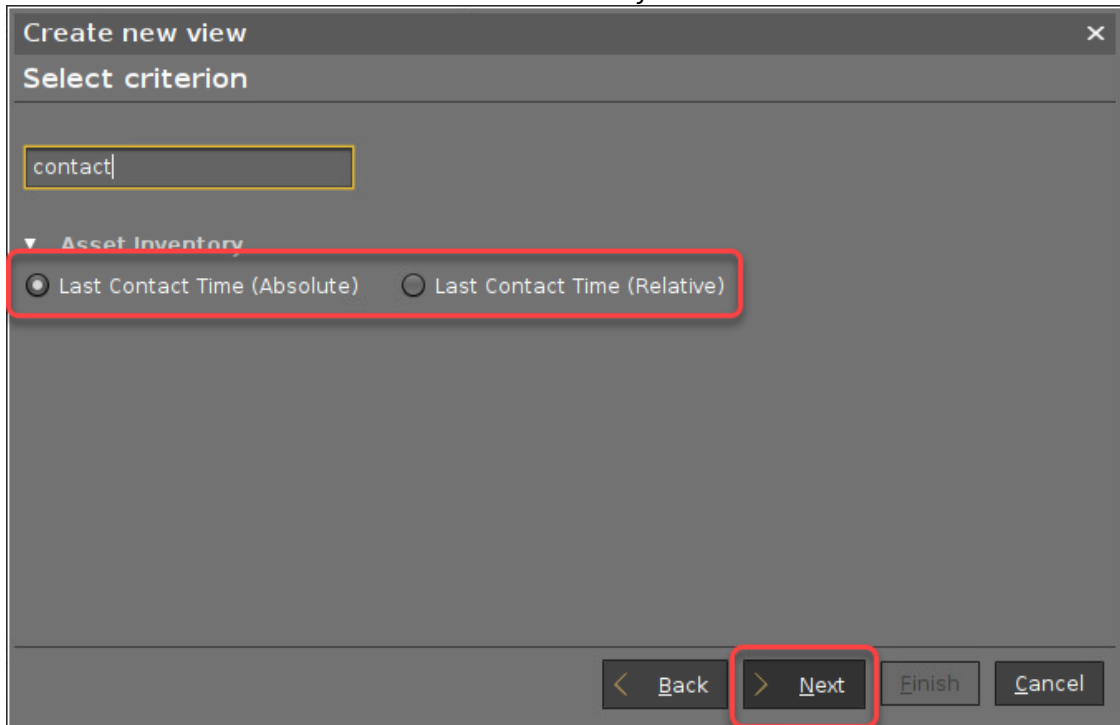 Create new view
Select criterion
contact
Asset Inventory
Last Contact Time (Absolute) Last Contact Time (Relative)
Back Next Finish Cancel